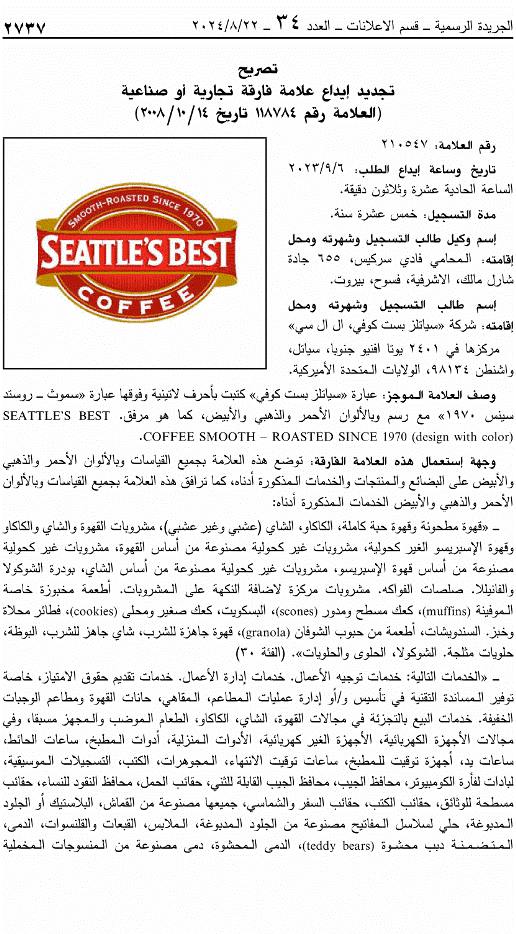 الجريدة الرسمية ــ قسم الاعلانات ــ العدد ٣٤ ــ ٢٠٢٤/٨/٢٢
٢٧٣٧
تصريح
تجديد إيداع علامة فارقة تجارية أو صناعية
(العلامة رقم ١١٨٧٨٤ تاريخ ٢٠٠٨/١٠/١٤)
رقم العلامة: ٢١٠٥٤٧
تاريخ وساعة إيداع الطلب: ٢٠٢٣/٩/٦
الساعة الحادية عشرة وثلاثون دقيقة.
مدة التسجيل: خمس عشرة سنة.
إسم وكيل طالب التسجيل وشهرته ومحل
إقامته: المحامي فادي سركيس، ٦٥٥ جادة
شارل مالك، الاشرفية، فسوح، بيروت.
إسم طالب التسجيل وشهرته ومحل
إقامته: شركة «سياتلز بست كوفي، ال ال سي»
مركزها في ٢٤٠١ يوتا افنيو جنوبا، سياتل،
واشنطن ٩٨١٣٤، الولايات المتحدة الأميركية.
SMOOTH-ROASTED SINCE 1970
SEATTLE'S BEST
COFFEE
وصف العلامة الموجز: عبارة «سياتلز بست كوفي» كتبت بأحرف لاتينية وفوقها عبارة «سموث ــ روستد
سينس ١٩٧٠» مع رسم وبالألوان الأحمر والذهبي والأبيض، كما هو مرفق. SEATTLE'S BEST
COFFEE SMOOTH – ROASTED SINCE 1970 (design with color).
وجهة إستعمال هذه العلامة الفارقة: توضع هذه العلامة بجميع القياسات وبالألوان الأحمر والذهبي
والأبيض على البضائع والمنتجات والخدمات المذكورة أدناه، كما ترافق هذه العلامة بجميع القياسات وبالألوان
الأحمر والذهبي والأبيض الخدمات المذكورة أدناه:
ــ «قهوة مطحونة وقهوة حبة كاملة، الكاكاو، الشاي (عشبي وغير عشبي)، مشروبات القهوة والشاي والكاكاو
وقهوة الإسبريسو الغير كحولية، مشروبات غير كحولية مصنوعة من أساس القهوة، مشروبات غير كحولية
مصنوعة من أساس قهوة الإسبريسو، مشروبات غير كحولية مصنوعة من أساس الشاي، بودرة الشوكولا
والفانيللا. صلصات الفواكه. مشروبات مركزة لاضافة النكهة على المشروبات. أطعمة مخبوزة خاصة
الموفينة (muffins)، كعك مسطح ومدور (scones)، البسكويت، كعك صغير ومحلى (cookies)، فطائر محلاة
وخبز. السندويشات، أطعمة من حبوب الشوفان (granola)، قهوة جاهزة للشرب، شاي جاهز للشرب، البوظة،
حلويات مثلجة. الشوكولا، الحلوى والحلويات». (الفئة ٣٠)
ــ «الخدمات التالية: خدمات توجيه الأعمال. خدمات إدارة الأعمال. خدمات تقديم حقوق الامتياز، خاصة
توفير المساندة التقنية في تأسيس و/أو إدارة عمليات المطاعم، المقاهي، حانات القهوة ومطاعم الوجبات
الخفيفة. خدمات البيع بالتجزئة في مجالات القهوة، الشاي، الكاكاو، الطعام الموضب والمجهز مسبقا، وفي
مجالات الأجهزة الكهربائية، الأجهزة الغير كهربائية، الأدوات المنزلية، أدوات المطبخ، ساعات الحائط،
ساعات يد، أجهزة توقيت للمطبخ، ساعات توقيت الانتهاء، المجوهرات، الكتب، التسجيلات الموسيقية،
لبادات لفأرة الكومبيوتر، محافظ الجيب، محافظ الجيب القابلة للثني، حقائب الحمل، محافظ النقود للنساء، حقائب
مسطحة للوثائق، حقائب الكتب، حقائب السفر والشماسي، جميعها مصنوعة من القماش، البلاستيك أو الجلود
المدبوغة، حلي لسلاسل المفاتيح مصنوعة من الجلود المدبوغة، الملابس، القبعات والقلنسوات، الدمى،
المتضمنة دبب محشوة (teddy bears)، الدمى المحشوة، دمى مصنوعة من المنسوجات المخملية